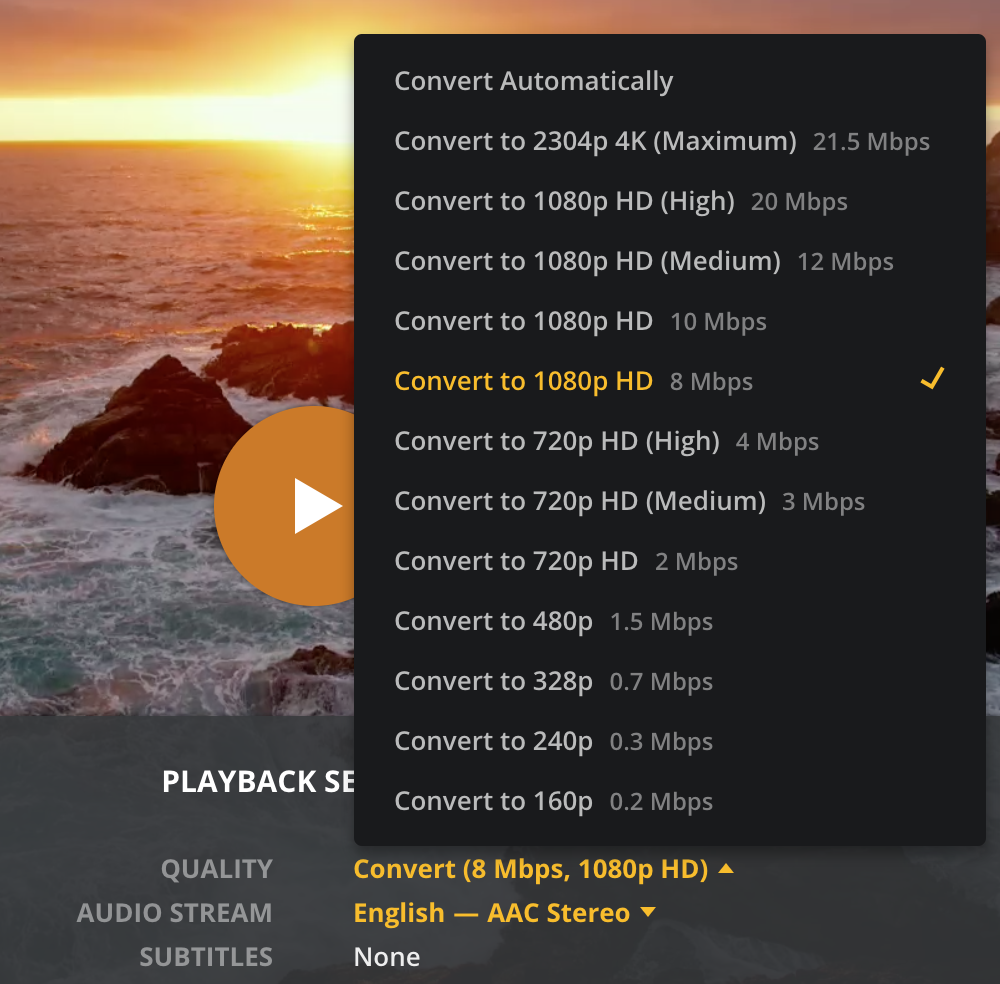 Convert Automatically
Convert to 2304p 4K (Maximum) 21.5 Mbps
Convert to 1080p HD (High) 20 Mbps
Convert to 1080p HD (Medium) 12 Mbps
Convert to 1080p HD 10 Mbps
Convert to 1080p HD 8 Mbps
Convert to 720p HD (High) 4 Mbps
Convert to 720p HD (Medium) 3 Mbps
Convert to 720p HD 2 Mbps
Convert to 480p 1.5 Mbps
Convert to 328p 0.7 Mbps
Convert to 240p 0.3 Mbps
Convert to 160p 0.2 Mbps
PLAYBACK SE
QUALITY Convert (8 Mbps, 1080p HD)
AUDIO STREAM English — AAC Stereo
SUBTITLES None